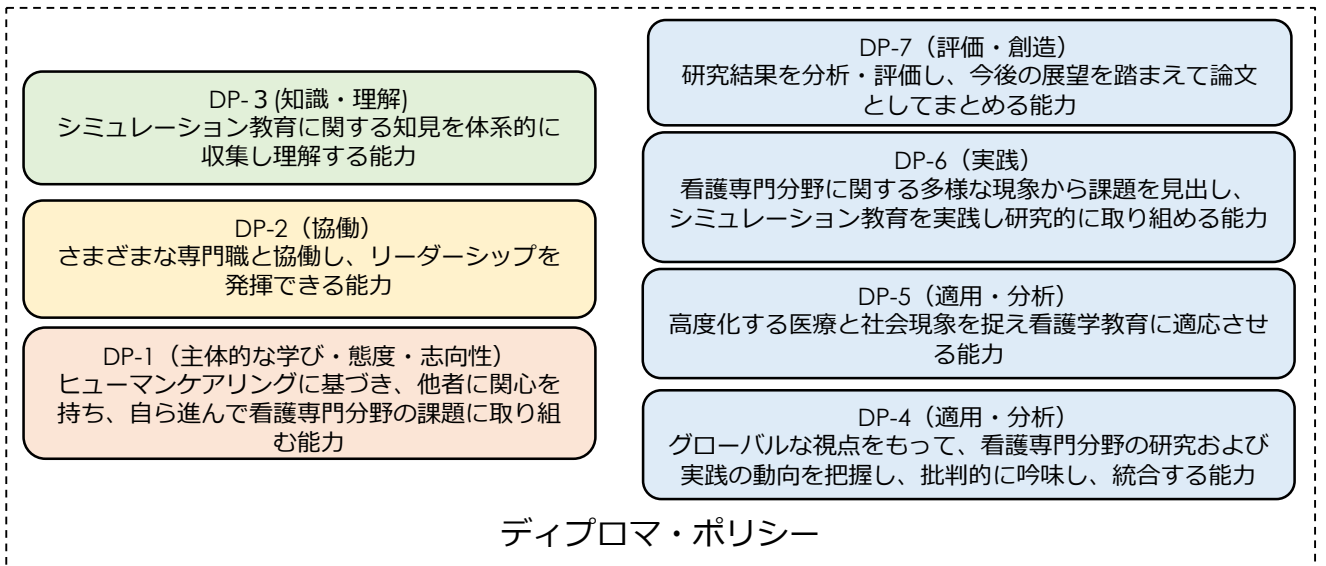 DP-３(知識・理解)
シミュレーション教育に関する知見を体系的に
収集し理解する能力
DP-2（協働）
さまざまな専門職と協働し、リーダーシップを
発揮できる能力
DP-1（主体的な学び・態度・志向性）
ヒューマンケアリングに基づき、他者に関心を
持ち、自ら進んで看護専門分野の課題に取り組
む能力
DP-7（評価・創造）
研究結果を分析・評価し、今後の展望を踏まえて論文
としてまとめる能力
DP-6（実践）
看護専門分野に関する多様な現象から課題を見出し、
シミュレーション教育を実践し研究的に取り組める能力
DP-5（適用・分析）
高度化する医療と社会現象を捉え看護学教育に適応させ
る能力
DP-4（適用・分析）
グローバルな視点をもって、看護専門分野の研究および
実践の動向を把握し、批判的に吟味し、統合する能力
ディプロマ・ポリシー